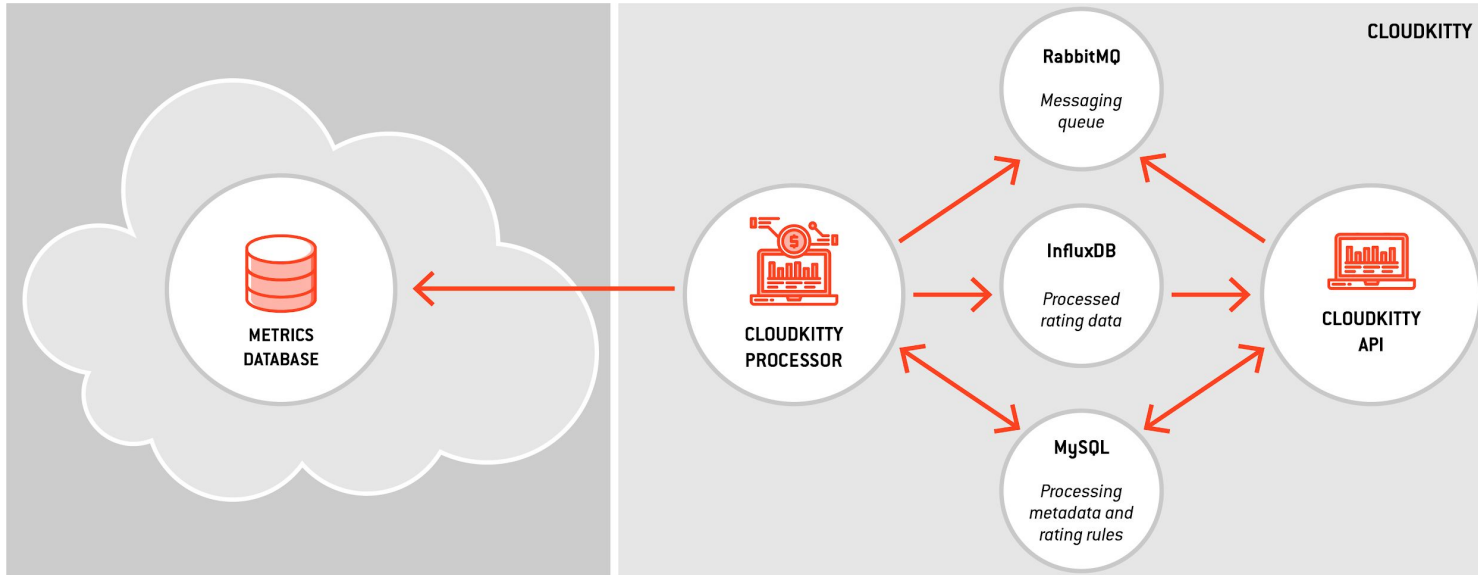 CLOUDKITTY
RabbitMQ
Messaging
queue
METRICS
DATABASE
$
CLOUDKITTY
PROCESSOR
InfluxDB
Processed
rating data
CLOUDKITTY
API
MySQL
Processing
metadata and
rating rules